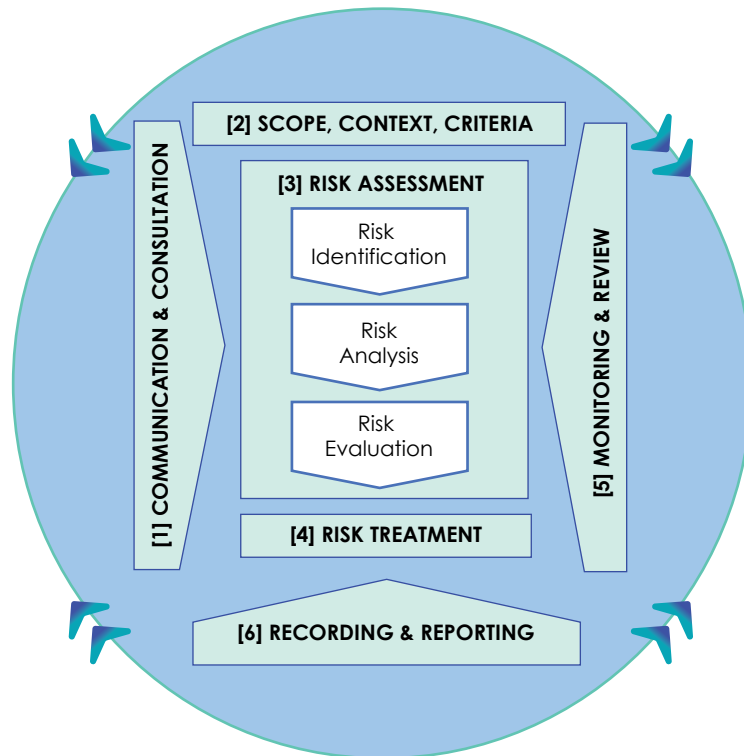 [2] SCOPE, CONTEXT, CRITERIA
[1] COMMUNICATION & CONSULTATION
[3] RISK ASSESSMENT
Risk
Identification
Risk
Analysis
Risk
Evaluation
[5] MONITORING & REVIEW
[4] RISK TREATMENT
[6] RECORDING & REPORTING